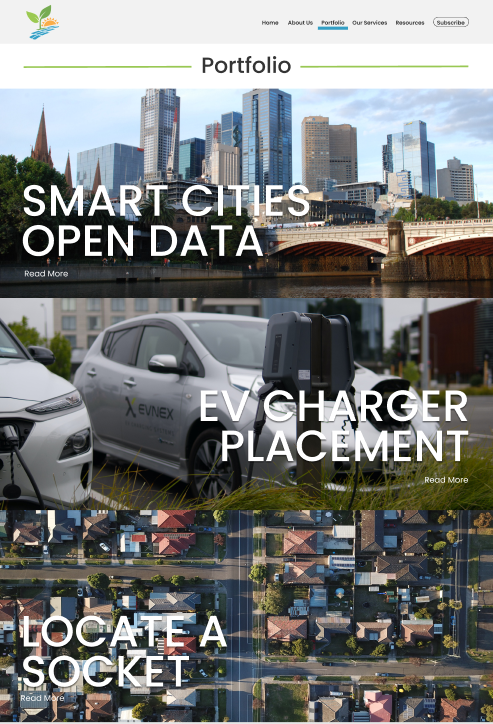 Home About Us Portfolio Our Services Resources Subscribe
Portfolio
SMART CITIES
OPEN DATA
Read More
EVNEX
EV CHARGER
PLACEMENT
Read More
LOCATE A
SOCKET
Read More